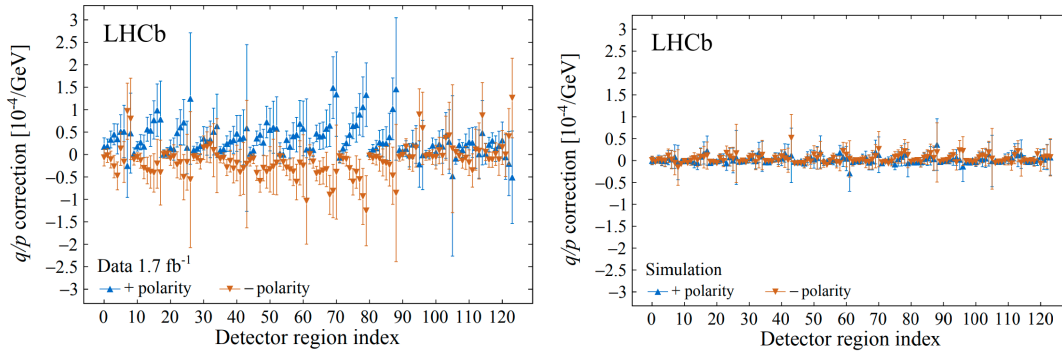 LHCb
q/p correction [10⁻⁴/GeV]
3
2.5
2
1.5
1
0.5
0
−0.5
−1
−1.5
−2
−2.5
−3
Data 1.7 fb⁻¹
+ polarity − polarity
0 10 20 30 40 50 60 70 80 90 100 110 120
Detector region index
LHCb
q/p correction [10⁻⁴/GeV]
3
2.5
2
1.5
1
0.5
0
−0.5
−1
−1.5
−2
−2.5
−3
Simulation
+ polarity − polarity
0 10 20 30 40 50 60 70 80 90 100 110 120
Detector region index